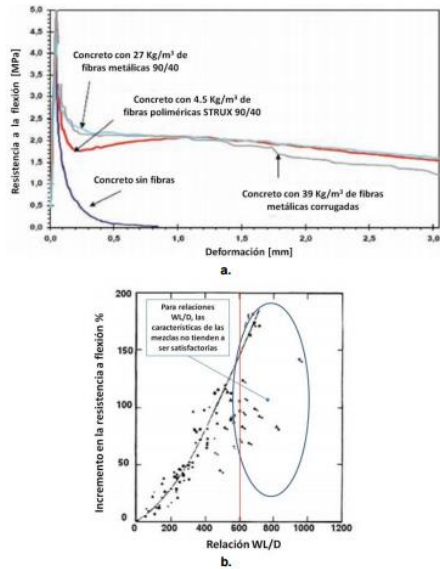 a.
Resistencia a la flexión [MPa]
5,0
4,5
4,0
3,5
3,0
2,5
2,0
1,5
1,0
0,5
0,0
Concreto con 27 Kg/m³ de
fibras metálicas 90/40
Concreto con 4.5 Kg/m³ de
fibras poliméricas STRUX 90/40
Concreto sin fibras
Concreto con 39 Kg/m³ de fibras
metálicas corrugadas
0,0 0,5 1,0 1,5 2,0 2,5 3,0
Deformación [mm]
a.
Incremento en la resistencia a flexión %
200
150
100
50
0
Para relaciones
WL/D, las
características de las
mezclas no tienden a
ser satisfactorias
0 200 400 600 800 1000 1200
Relación WL/D
b.